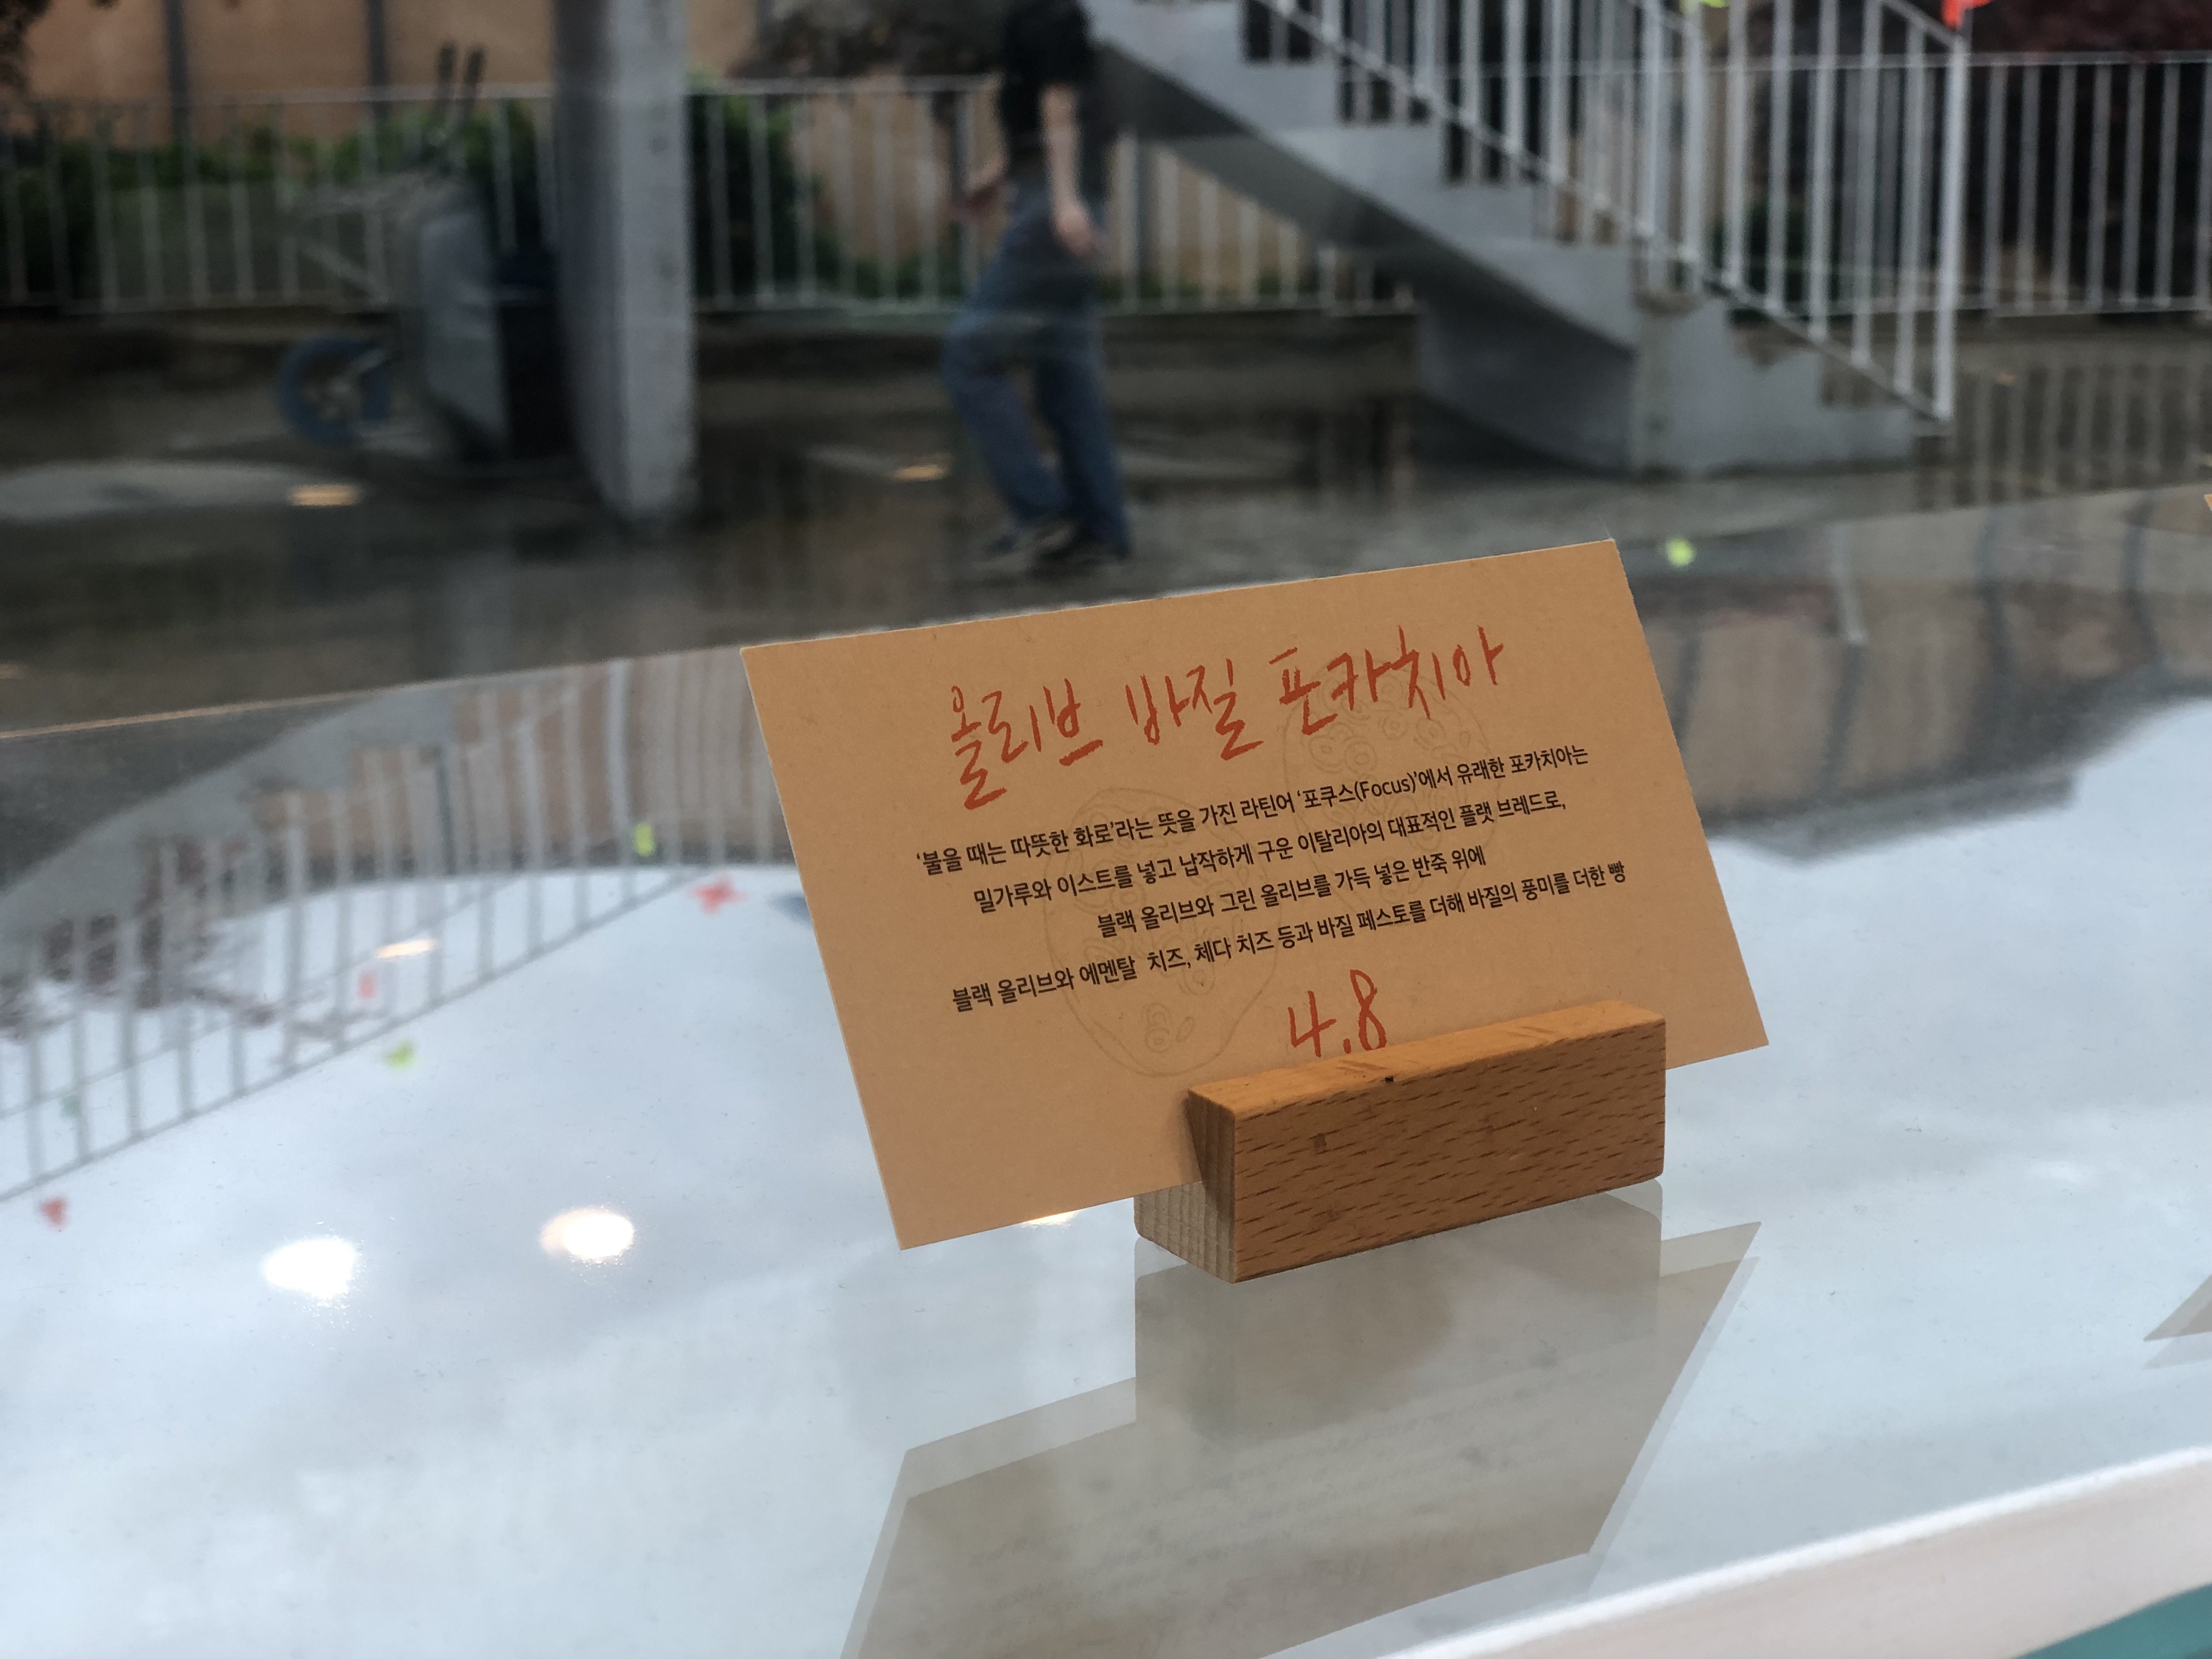 올리브 바질 포카치아
‘불을 때는 따뜻한 화로’라는 뜻을 가진 라틴어 ‘포쿠스(Focus)’에서 유래한 포카치아는
밀가루와 이스트를 넣고 납작하게 구운 이탈리아의 대표적인 플랫 브레드로,
블랙 올리브와 그린 올리브를 가득 넣은 반죽 위에
블랙 올리브와 에멘탈 치즈, 체다 치즈 등과 바질 페스토를 더해 바질의 풍미를 더한 빵
4.8